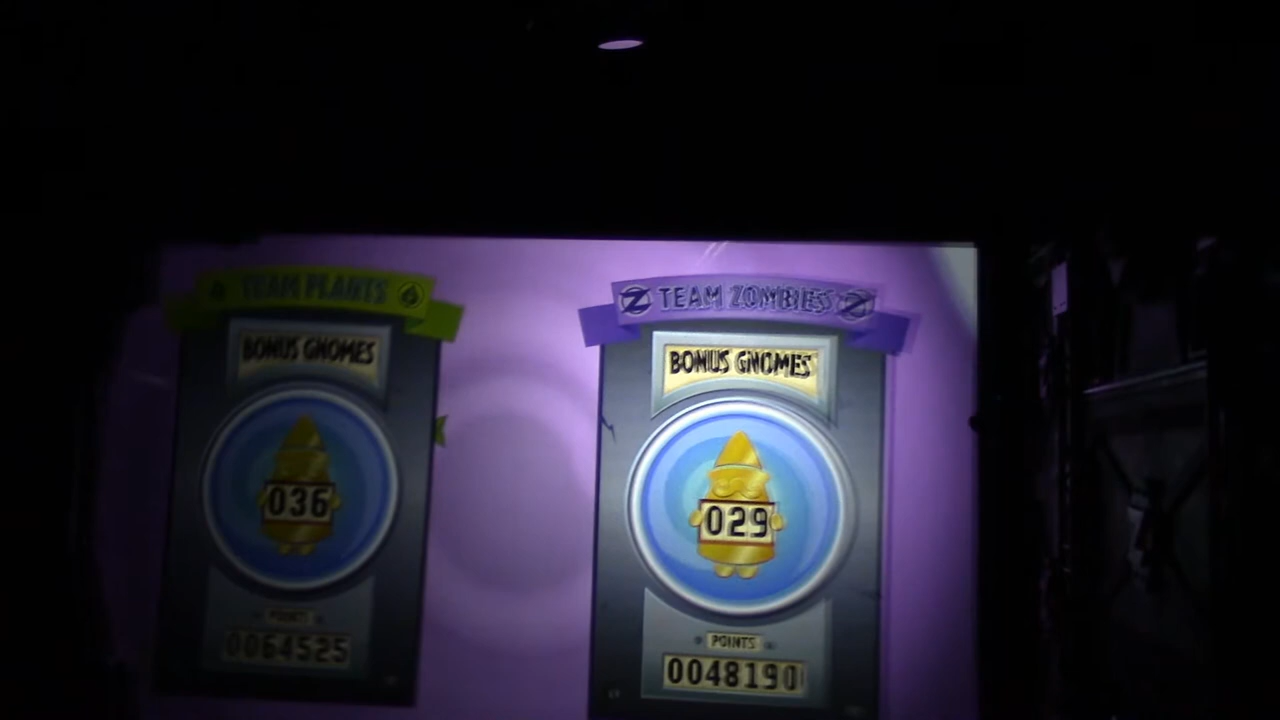 TEAM PLANTS
BONUS GNOMES
036
POINTS
0064525
Z TEAM ZOMBIES Z
BONUS GNOMES
029
POINTS
0048190